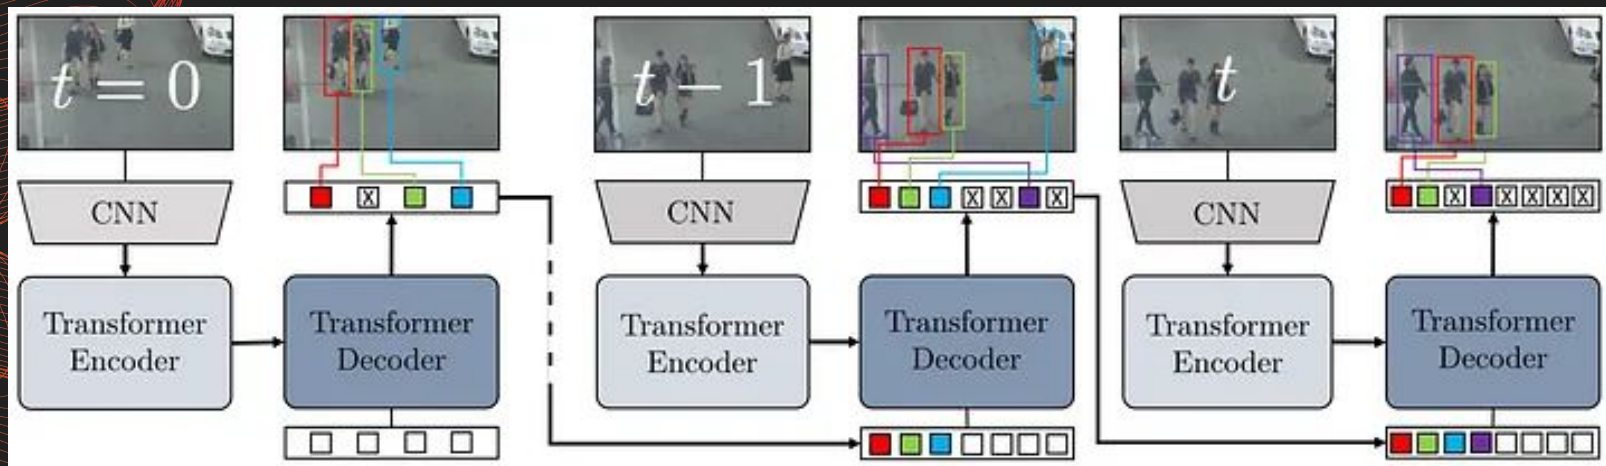 t = 0
t − 1
t
X
X X X
X X X X X
CNN
CNN
CNN
Transformer
Encoder
Transformer
Decoder
Transformer
Encoder
Transformer
Decoder
Transformer
Encoder
Transformer
Decoder